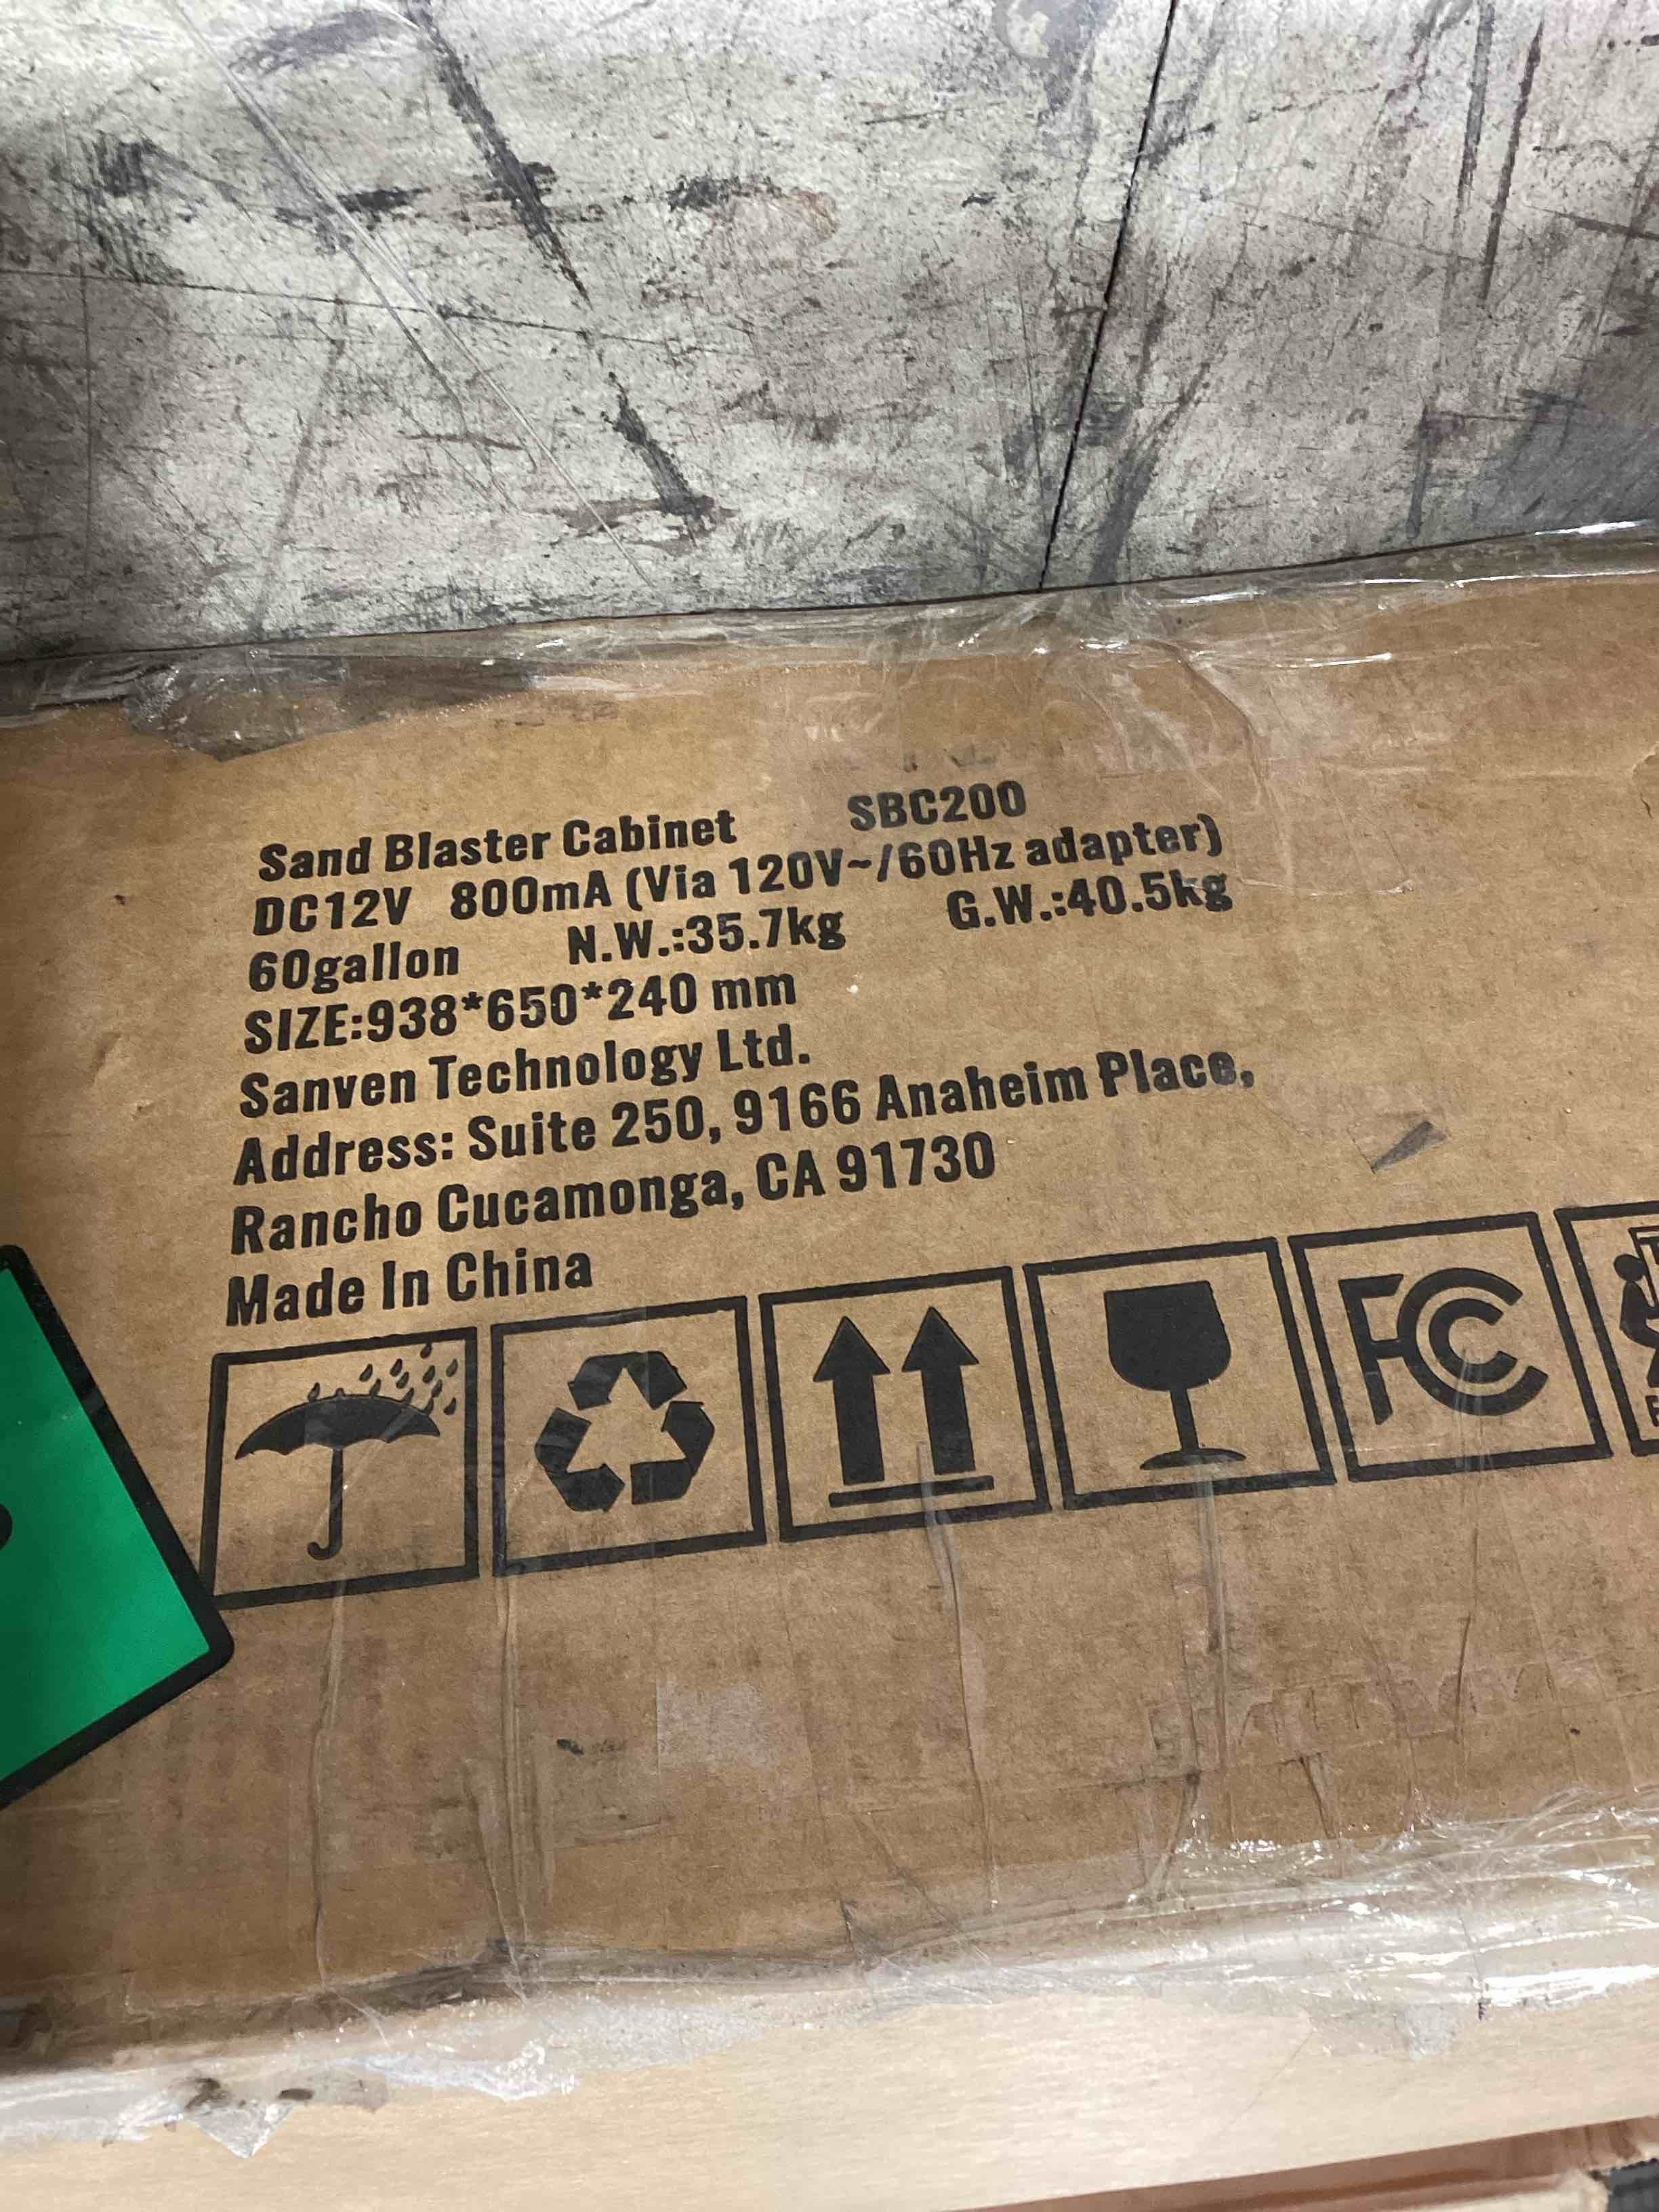 Sand Blaster Cabinet SBC200
DC12V 800mA (Via 120V~/60Hz adapter)
60gallon N.W.:35.7kg G.W.:40.5kg
SIZE:938*650*240 mm
Sanven Technology Ltd.
Address: Suite 250, 9166 Anaheim Place,
Rancho Cucamonga, CA 91730
Made In China
FC